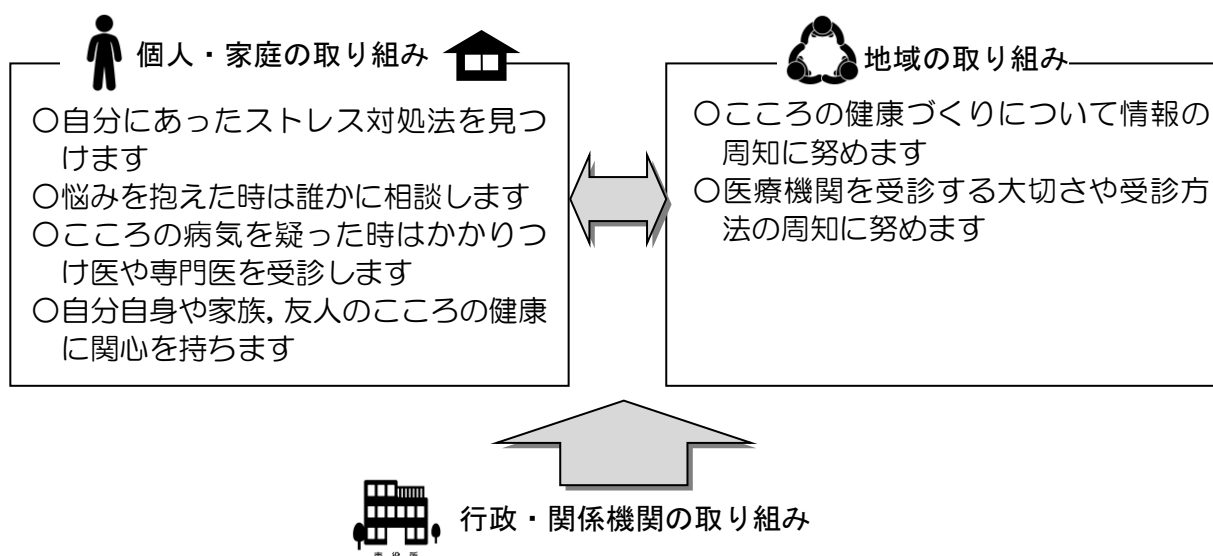 個人・家庭の取り組み
○自分にあったストレス対処法を見つ
けます
○悩みを抱えた時は誰かに相談します
○こころの病気を疑った時はかかりつ
け医や専門医を受診します
○自分自身や家族,友人のこころの健康
に関心を持ちます
地域の取り組み
○こころの健康づくりについて情報の
周知に努めます
○医療機関を受診する大切さや受診方
法の周知に努めます
行政・関係機関の取り組み